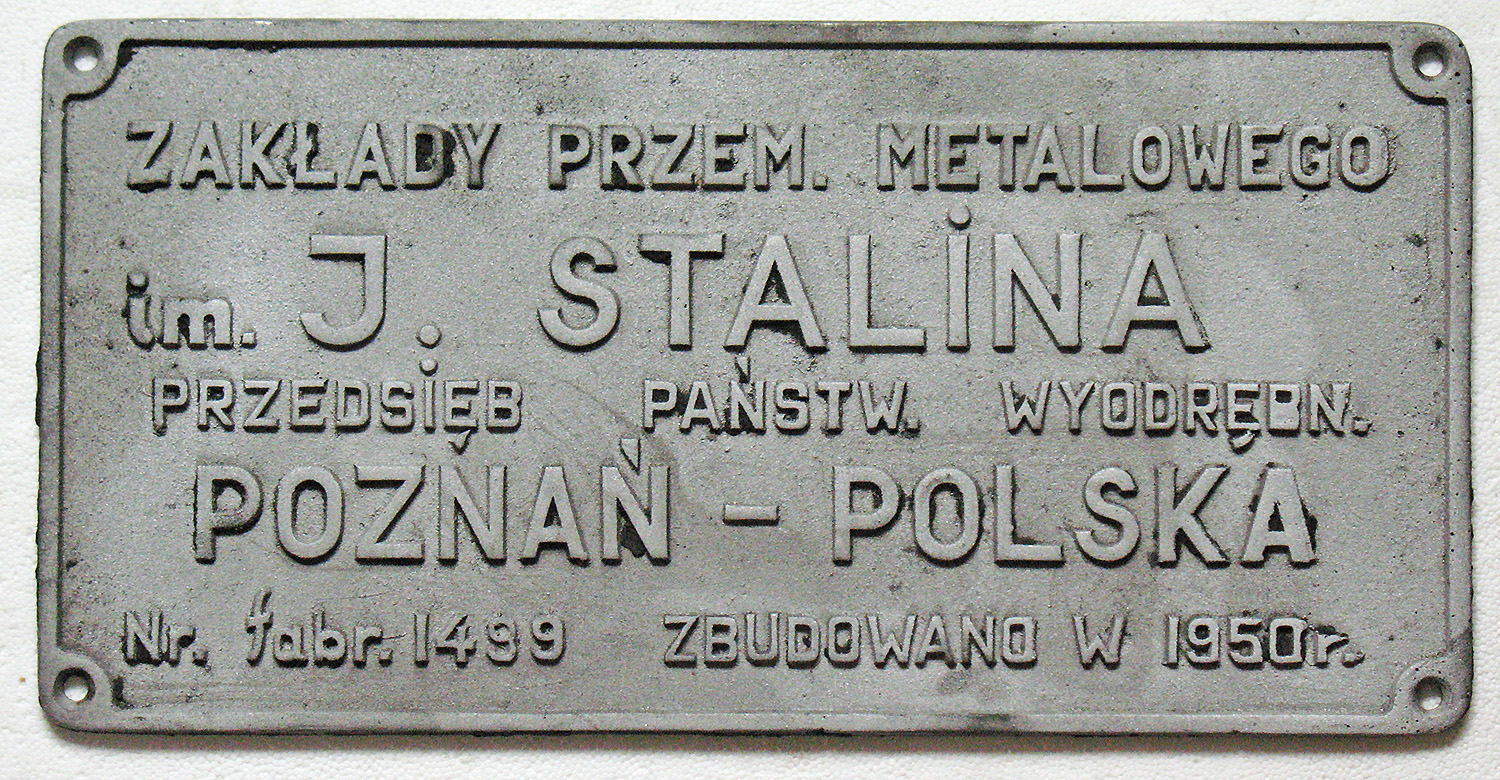 ZAKŁADY PRZEM. METALOWEGO
im. J. STALiNA
PRZEDSiĘB PAŃSTW. WYODRĘBN.
POZNAŃ - POLSKA
Nr. fabr. 1499 ZBUDOWANO W 1950r.